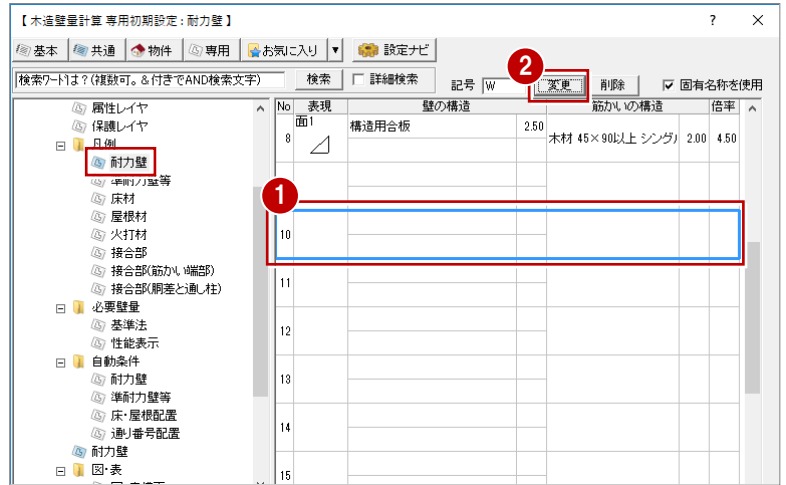 【 木造壁量計算 専用初期設定 : 耐力壁 】 ? ×
基本 共通 物件 専用 お気に入り ▼ 設定ナビ
検索ワードは？(複数可。＆付きでAND検索文字) 検索 詳細検索 記号 W 変更 削除 固有名称を使用
2
属性レイヤ
保護レイヤ
凡例
耐力壁
準耐力壁等
床材
屋根材
火打材
接合部
接合部(筋かい端部)
接合部(胴差と通し柱)
必要壁量
基準法
性能表示
自動条件
耐力壁
準耐力壁等
床・屋根配置
通り番号配置
耐力壁
図・表
No 表現 壁の構造 筋かいの構造 倍率
8 面1 構造用合板 2.50 木材 45×90以上 シングル 2.00 4.50
1
10
11
12
13
14
15